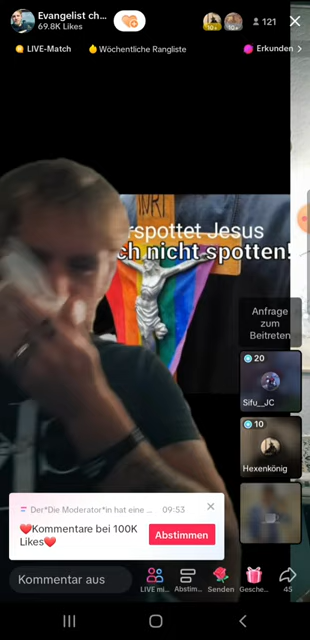 Evangelist ch...
69.8K Likes
10+
10+
121
LIVE-Match
Wöchentliche Rangliste
Erkunden
INRI
rspottet Jesus
ch nicht spotten!
Anfrage
zum
Beitreten
20
Sifu__JC
10
Hexenkönig
Der*Die Moderator*in hat eine ...
09:53
❤️Kommentare bei 100K
Likes❤️
Abstimmen
Kommentar aus
LIVE mi...
Abstim...
Senden
Gesche...
45